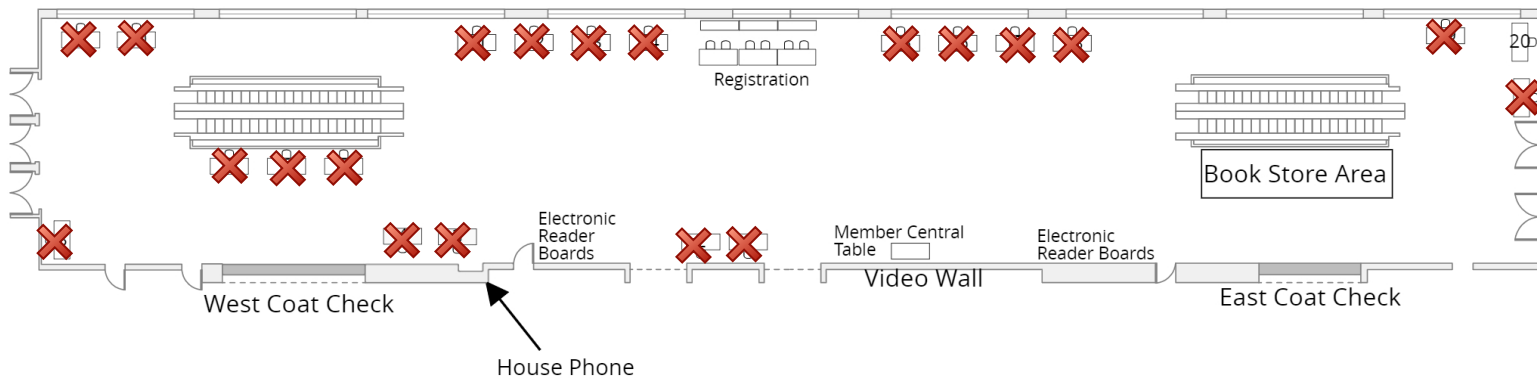 20
Registration
Book Store Area
Electronic
Reader
Boards
Member Central
Table
Electronic
Reader Boards
Video Wall
West Coat Check
East Coat Check
House Phone